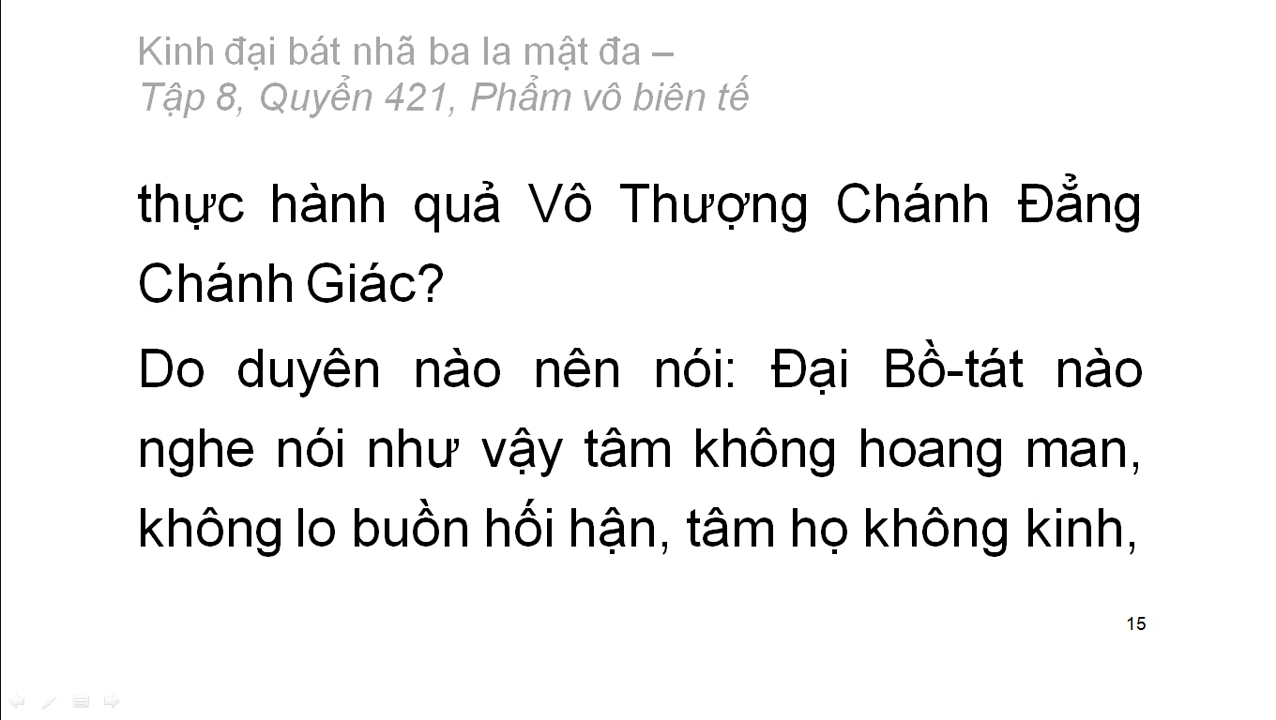 Kinh đại bát nhã ba la mật đa –
Tập 8, Quyển 421, Phẩm vô biên tế
thực hành quả Vô Thượng Chánh Đẳng
Chánh Giác?
Do duyên nào nên nói: Đại Bồ-tát nào
nghe nói như vậy tâm không hoang man,
không lo buồn hối hận, tâm họ không kinh,
15